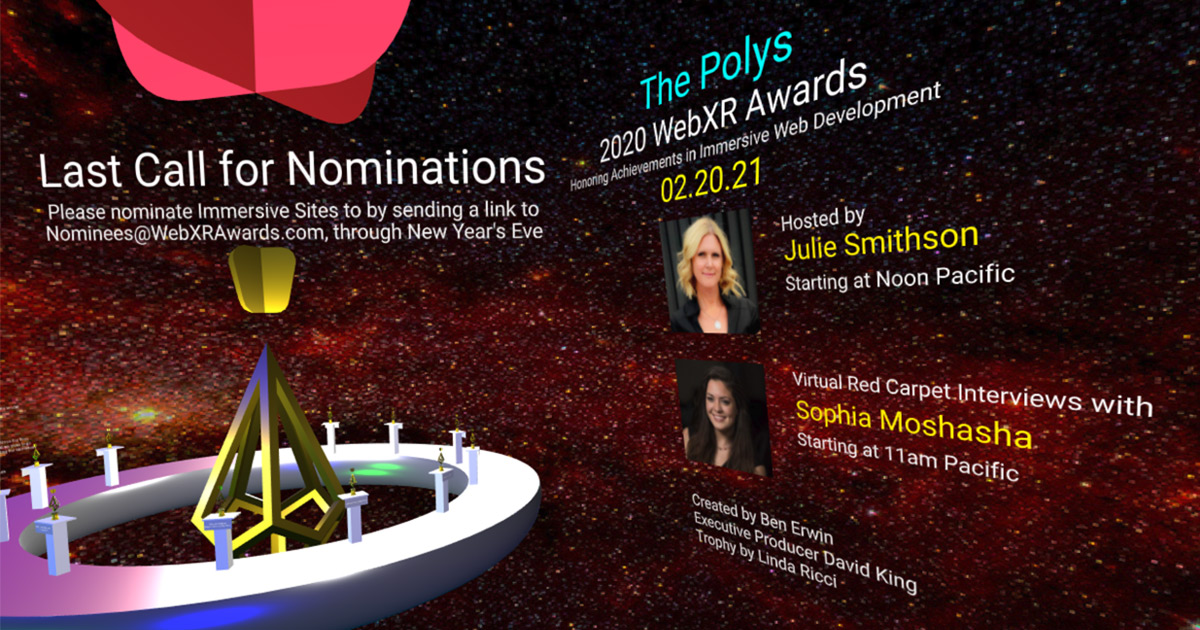 Last Call for Nominations
Please nominate Immersive Sites to by sending a link to
Nominees@WebXRAwards.com, through New Year's Eve
The Polys
2020 WebXR Awards
Honoring Achievements in Immersive Web Development
02.20.21
Hosted by
Julie Smithson
Starting at Noon Pacific
Virtual Red Carpet Interviews with
Sophia Moshasha
Starting at 11am Pacific
Created by Ben Erwin
Executive Producer David King
Trophy by Linda Ricci